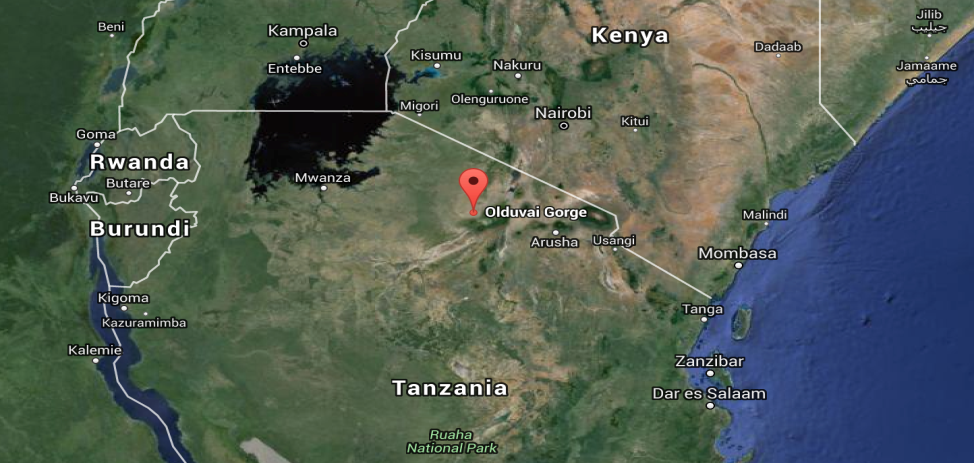 Beni
Kampala
Entebbe
Kisumu
Nakuru
Kenya
Dadaab
Jilib
جيليب
Jamaame
جمامي
Migori
Olenguruone
Nairobi
Kitui
Goma
Rwanda
Butare
Bukavu
Mwanza
Olduvai Gorge
Burundi
Arusha
Usangi
Malindi
Mombasa
Kigoma
Kazuramimba
Tanga
Kalemie
Zanzibar
Tanzania
Dar es Salaam
Ruaha
National Park